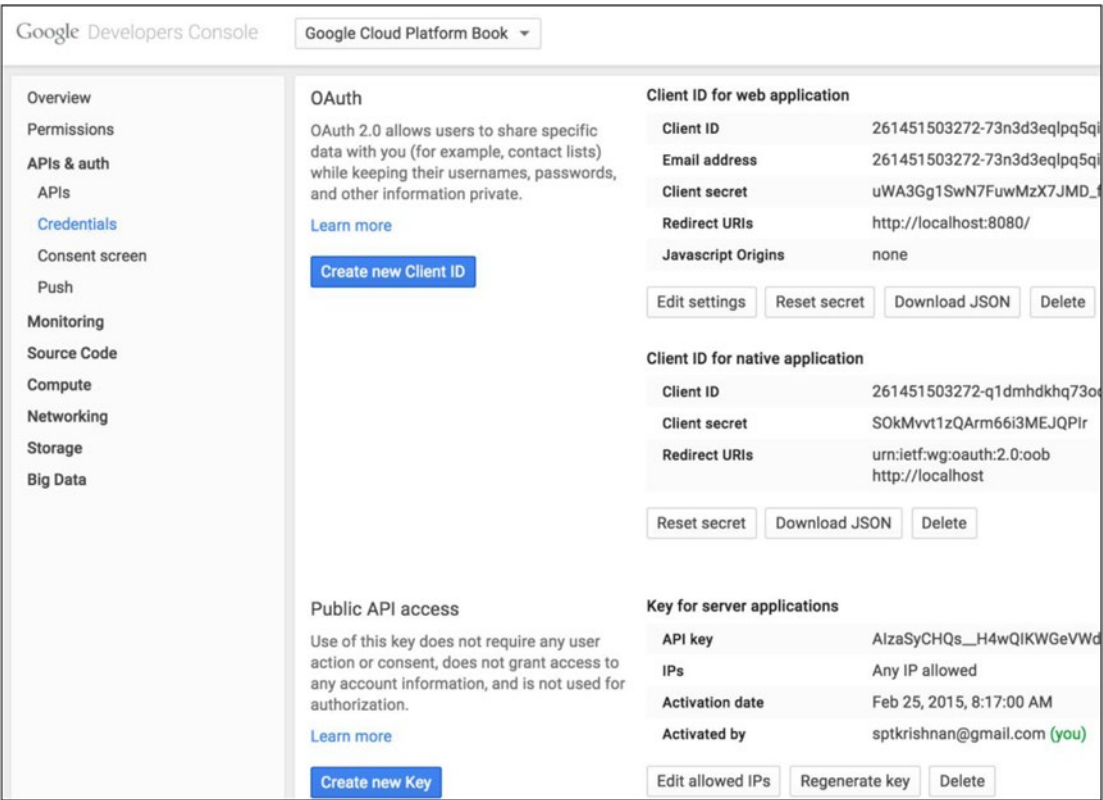 Google Developers Console
Google Cloud Platform Book
Overview
Permissions
APIs & auth
APIs
Credentials
Consent screen
Push
Monitoring
Source Code
Compute
Networking
Storage
Big Data
OAuth
OAuth 2.0 allows users to share specific
data with you (for example, contact lists)
while keeping their usernames, passwords,
and other information private.
Learn more
Create new Client ID
Client ID for web application
Client ID 261451503272-73n3d3eqlpq5qi
Email address 261451503272-73n3d3eqlpq5qi
Client secret uWA3Gg1SwN7FuwMzX7JMD_f
Redirect URIs http://localhost:8080/
Javascript Origins none
Edit settings Reset secret Download JSON Delete
Client ID for native application
Client ID 261451503272-q1dmhdkhq73oc
Client secret SOkMvvt1zQArm66i3MEJQPIr
Redirect URIs urn:ietf:wg:oauth:2.0:oob
http://localhost
Reset secret Download JSON Delete
Public API access
Use of this key does not require any user
action or consent, does not grant access to
any account information, and is not used for
authorization.
Learn more
Create new Key
Key for server applications
API key AIzaSyCHQs__H4wQIKWGeVWd
IPs Any IP allowed
Activation date Feb 25, 2015, 8:17:00 AM
Activated by sptkrishnan@gmail.com (you)
Edit allowed IPs Regenerate key Delete